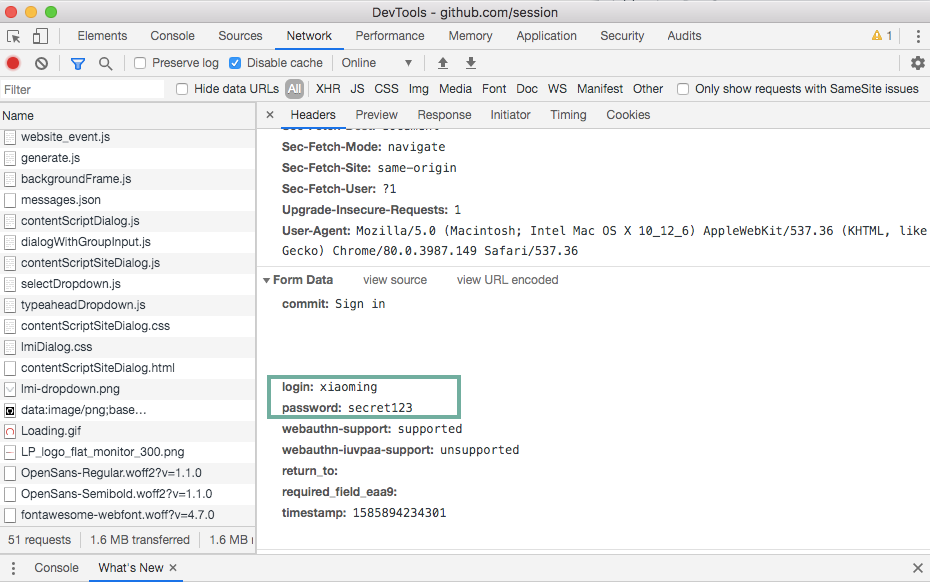 DevTools - github.com/session
Elements Console Sources Network Performance Memory Application Security Audits 1
Preserve log Disable cache Online
Filter Hide data URLs All XHR JS CSS Img Media Font Doc WS Manifest Other Only show requests with SameSite issues
Name
website_event.js
generate.js
backgroundFrame.js
messages.json
contentScriptDialog.js
dialogWithGroupInput.js
contentScriptSiteDialog.js
selectDropdown.js
typeaheadDropdown.js
contentScriptSiteDialog.css
lmiDialog.css
contentScriptSiteDialog.html
lmi-dropdown.png
data:image/png;base…
Loading.gif
LP_logo_flat_monitor_300.png
OpenSans-Regular.woff2?v=1.1.0
OpenSans-Semibold.woff2?v=1.1.0
fontawesome-webfont.woff?v=4.7.0
51 requests 1.6 MB transferred 1.6 MB
× Headers Preview Response Initiator Timing Cookies
Sec-Fetch-Mode: navigate
Sec-Fetch-Site: same-origin
Sec-Fetch-User: ?1
Upgrade-Insecure-Requests: 1
User-Agent: Mozilla/5.0 (Macintosh; Intel Mac OS X 10_12_6) AppleWebKit/537.36 (KHTML, like
Gecko) Chrome/80.0.3987.149 Safari/537.36
Form Data view source view URL encoded
commit: Sign in
login: xiaoming
password: secret123
webauthn-support: supported
webauthn-iuvpaa-support: unsupported
return_to:
required_field_eaa9:
timestamp: 1585894234301
Console What's New ×